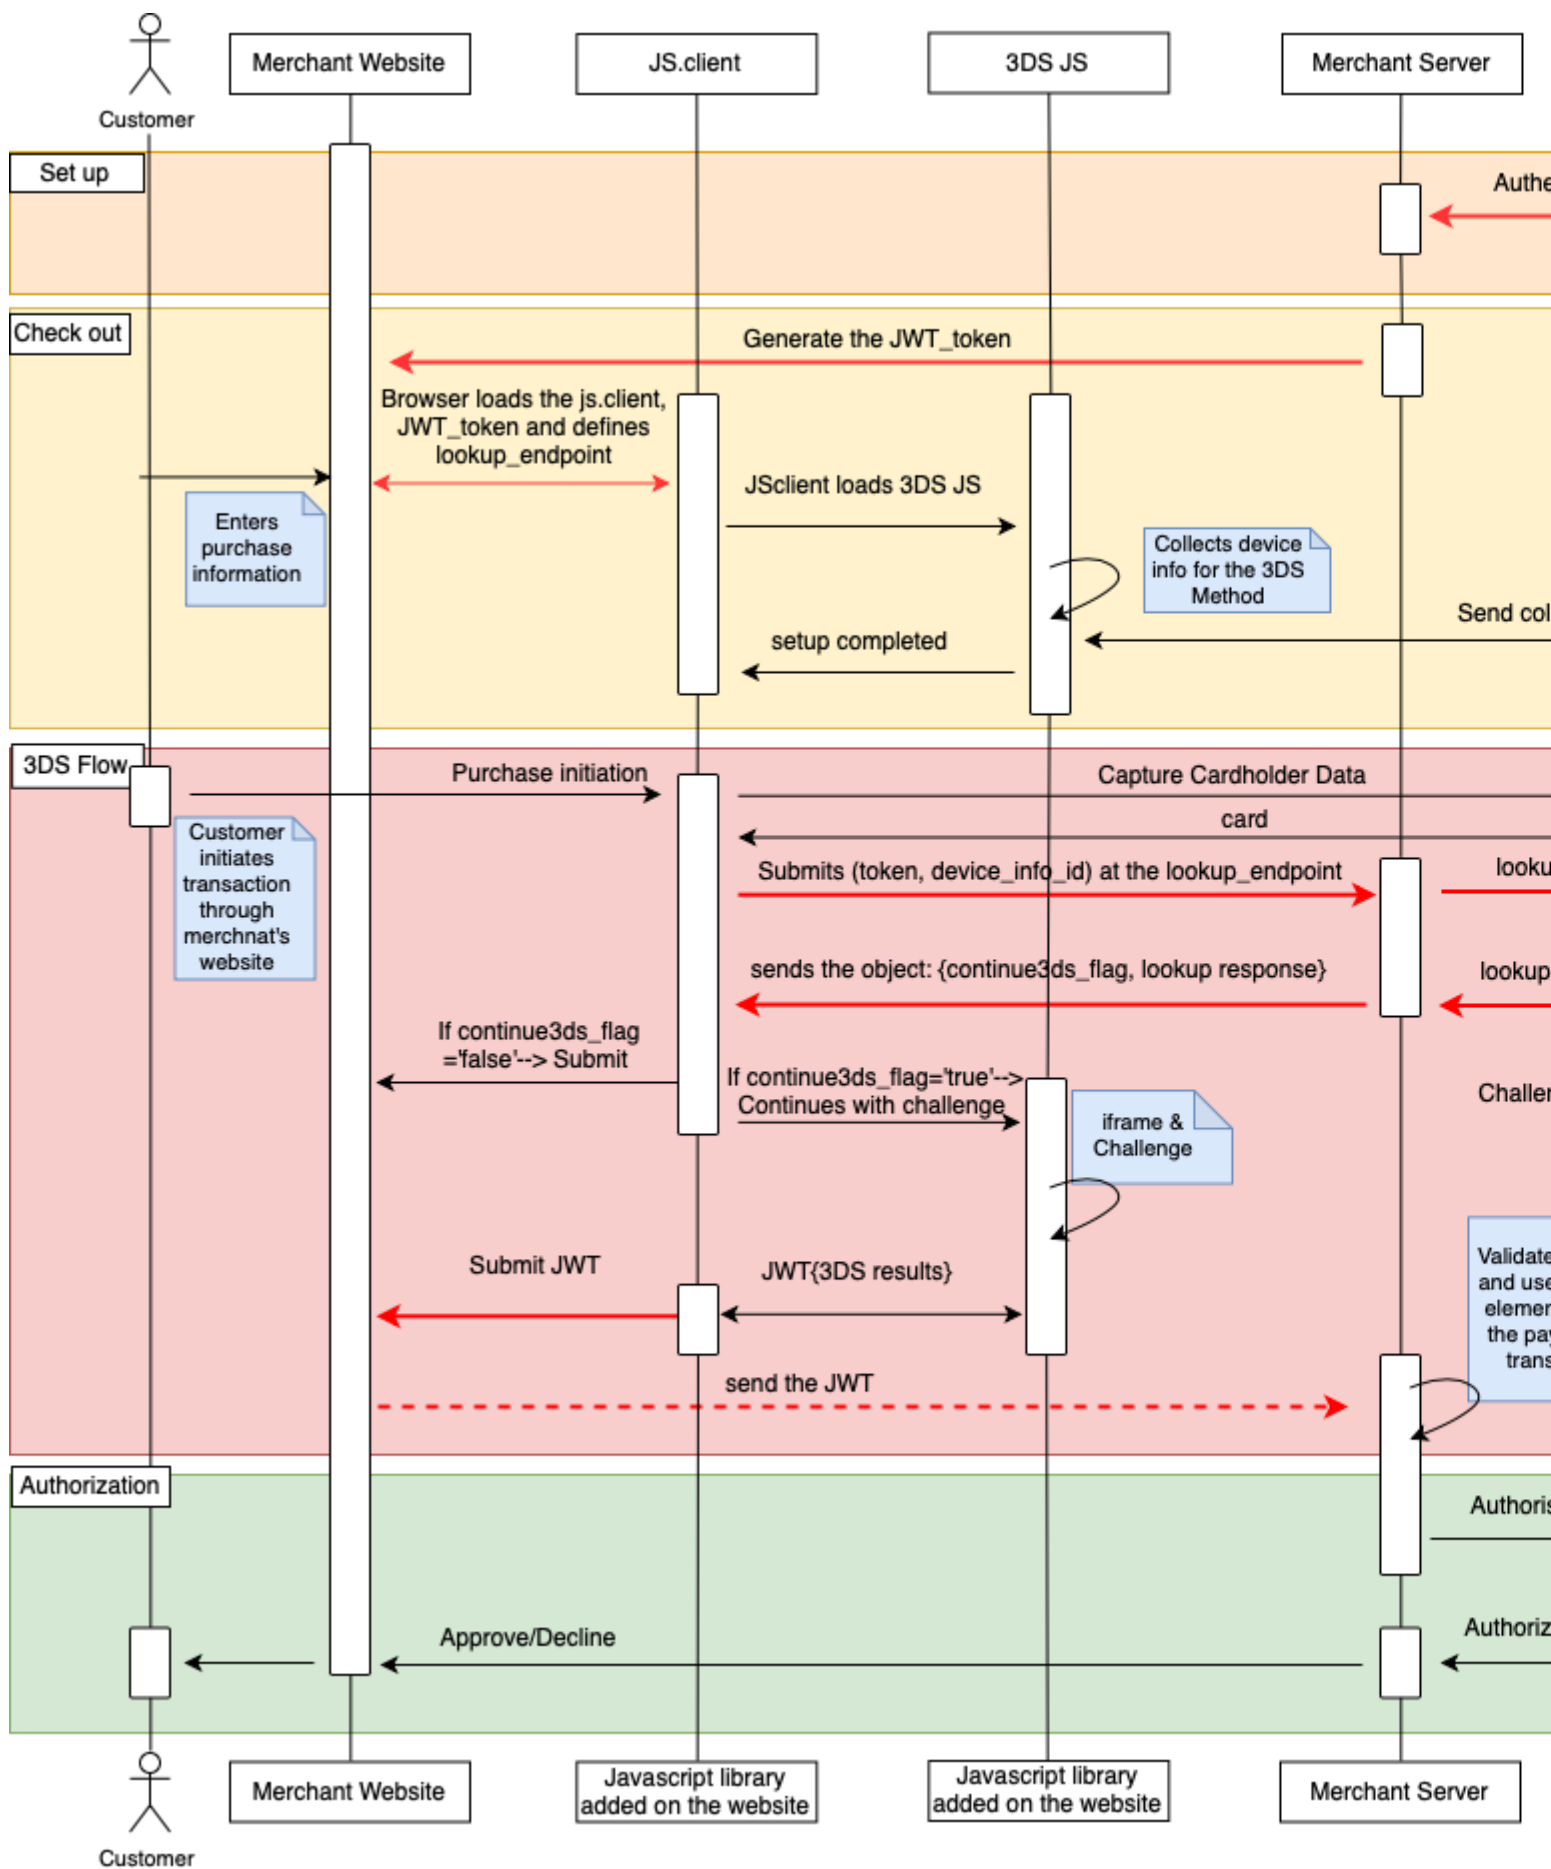 Customer
Merchant Website
JS.client
3DS JS
Merchant Server
Set up
Authe
Check out
Generate the JWT_token
Browser loads the js.client,
JWT_token and defines
lookup_endpoint
JSclient loads 3DS JS
Enters
purchase
information
Collects device
info for the 3DS
Method
Send col
setup completed
3DS Flow
Purchase initiation
Capture Cardholder Data
card
Customer
initiates
transaction
through
merchnat's
website
Submits (token, device_info_id) at the lookup_endpoint
looku
sends the object: {continue3ds_flag, lookup response}
lookup
If continue3ds_flag
='false'--> Submit
If continue3ds_flag='true'-->
Continues with challenge
iframe &
Challenge
Challer
Submit JWT
JWT{3DS results}
Validate
and use
elemer
the pay
trans
send the JWT
Authorization
Authoris
Approve/Decline
Authoriz
Customer
Merchant Website
Javascript library
added on the website
Javascript library
added on the website
Merchant Server